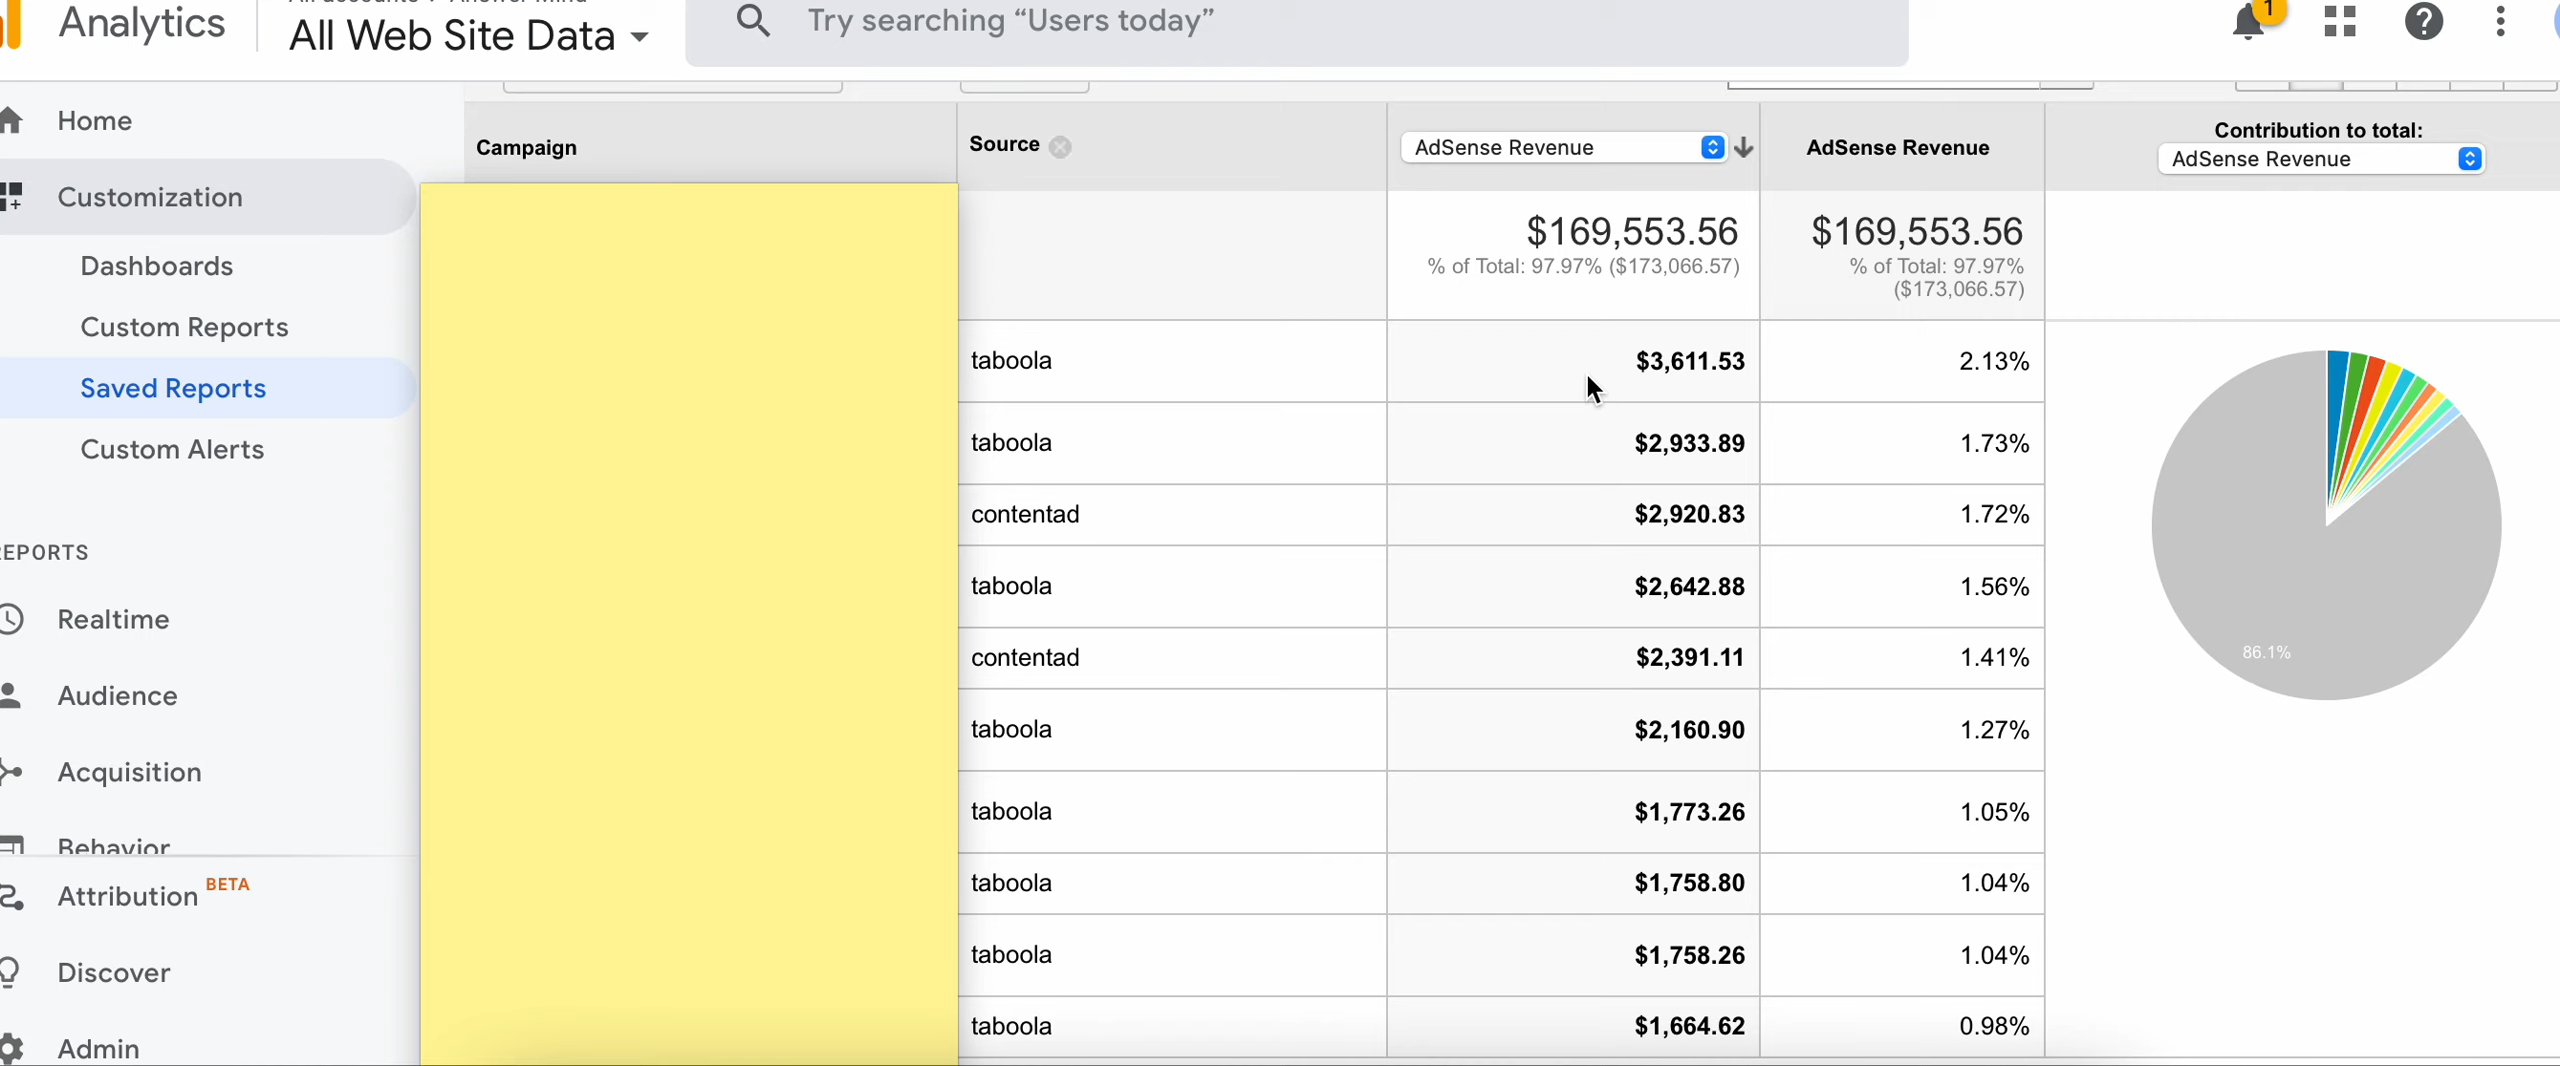 Analytics
All Web Site Data
Try searching “Users today”
1
Home
Customization
Dashboards
Custom Reports
Saved Reports
Custom Alerts
REPORTS
Realtime
Audience
Acquisition
Behavior
Attribution BETA
Discover
Admin
Campaign
Source
AdSense Revenue
AdSense Revenue
Contribution to total:
AdSense Revenue
$169,553.56
% of Total: 97.97% ($173,066.57)
$169,553.56
% of Total: 97.97%
($173,066.57)
taboola $3,611.53 2.13%
taboola $2,933.89 1.73%
contentad $2,920.83 1.72%
taboola $2,642.88 1.56%
contentad $2,391.11 1.41%
taboola $2,160.90 1.27%
taboola $1,773.26 1.05%
taboola $1,758.80 1.04%
taboola $1,758.26 1.04%
taboola $1,664.62 0.98%
86.1%